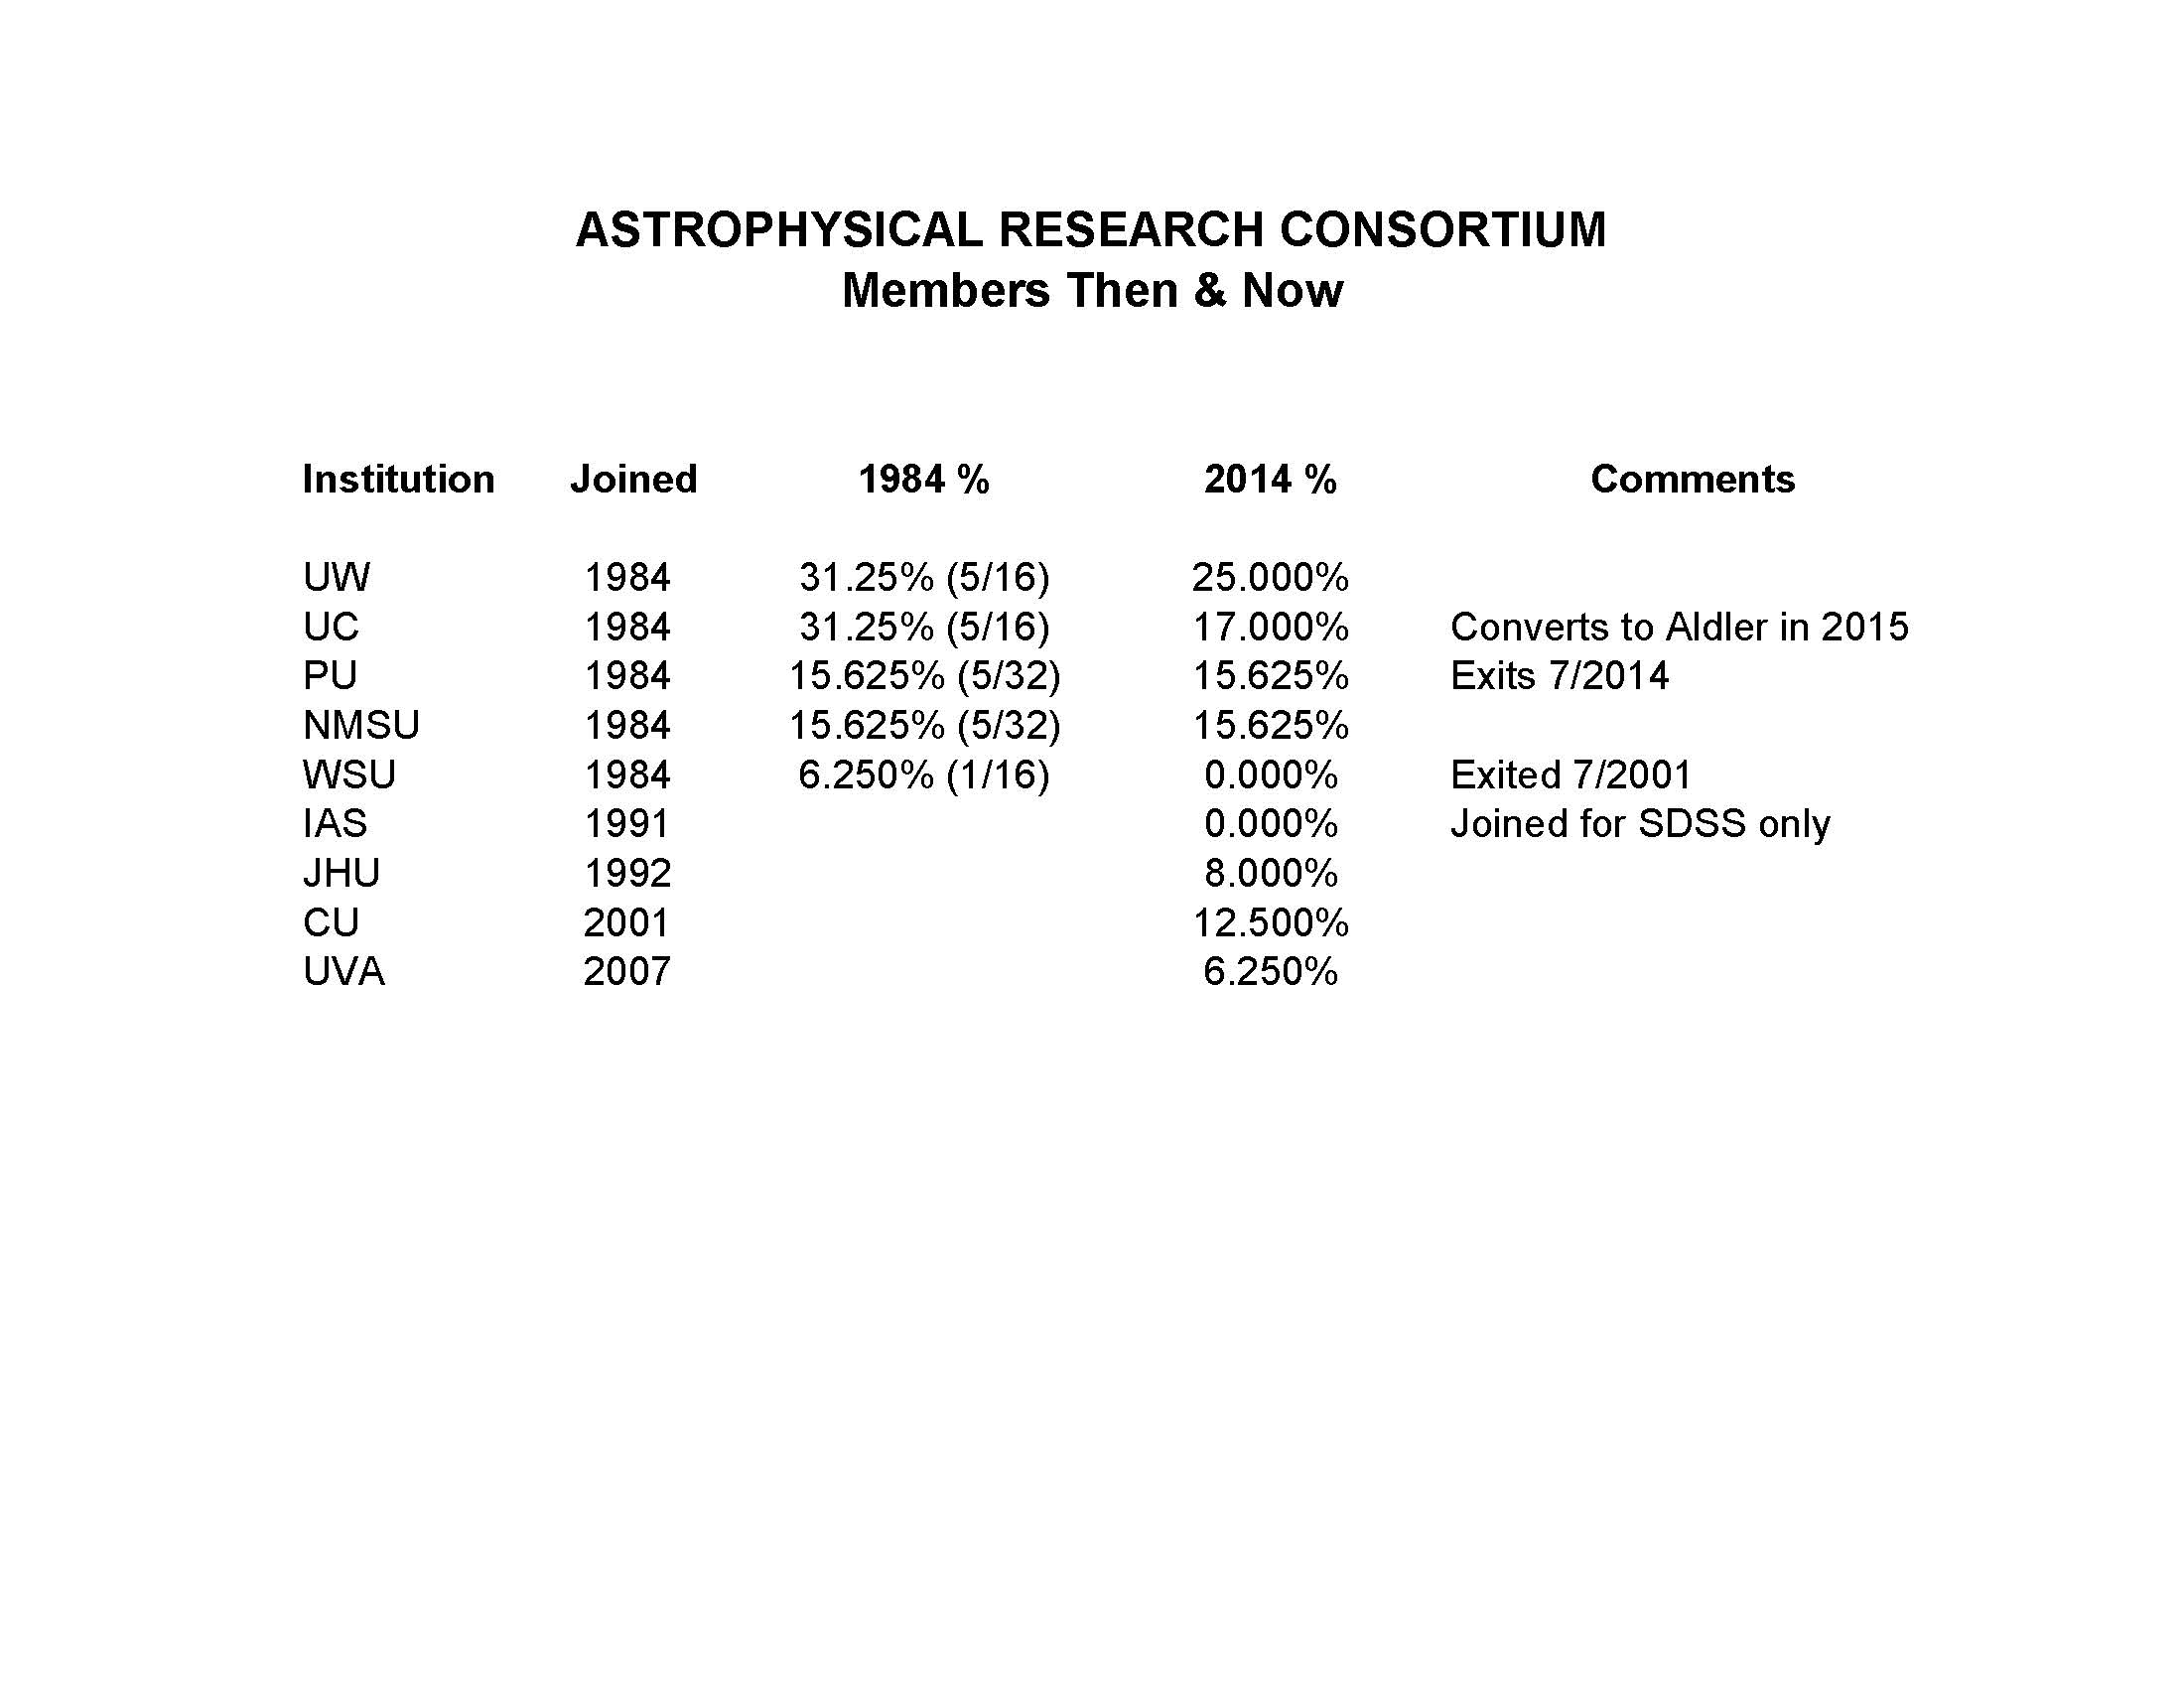 ASTROPHYSICAL RESEARCH CONSORTIUM
Members Then & Now
Institution Joined 1984 % 2014 % Comments
UW 1984 31.25% (5/16) 25.000%
UC 1984 31.25% (5/16) 17.000% Converts to Aldler in 2015
PU 1984 15.625% (5/32) 15.625% Exits 7/2014
NMSU 1984 15.625% (5/32) 15.625%
WSU 1984 6.250% (1/16) 0.000% Exited 7/2001
IAS 1991 0.000% Joined for SDSS only
JHU 1992 8.000%
CU 2001 12.500%
UVA 2007 6.250%